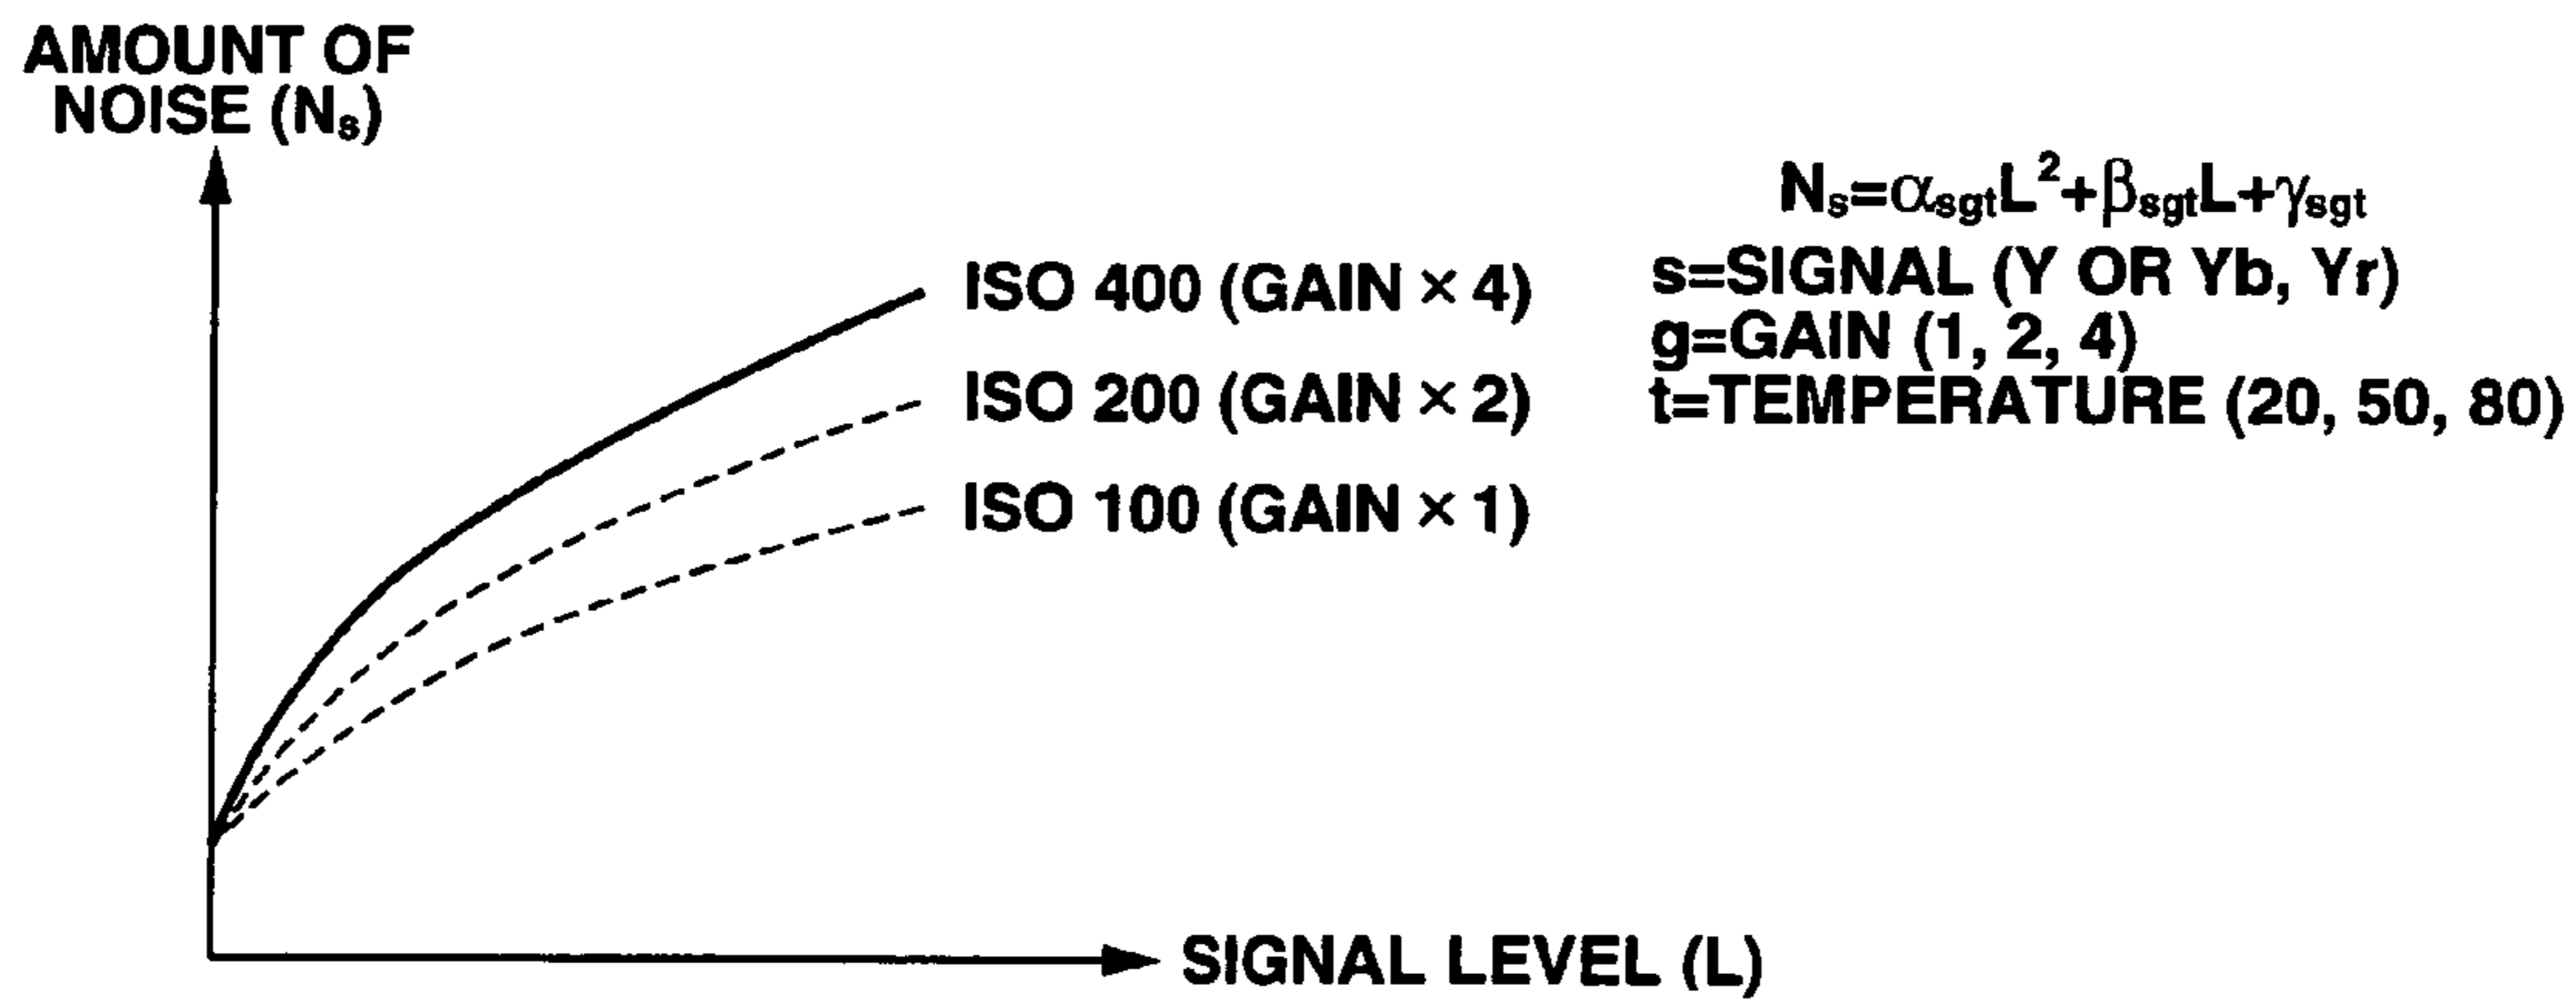 AMOUNT OF
NOISE (Ns)
Ns=αsgtL²+βsgtL+γsgt
s=SIGNAL (Y OR Yb, Yr)
g=GAIN (1, 2, 4)
t=TEMPERATURE (20, 50, 80)
ISO 400 (GAIN × 4)
ISO 200 (GAIN × 2)
ISO 100 (GAIN × 1)
SIGNAL LEVEL (L)